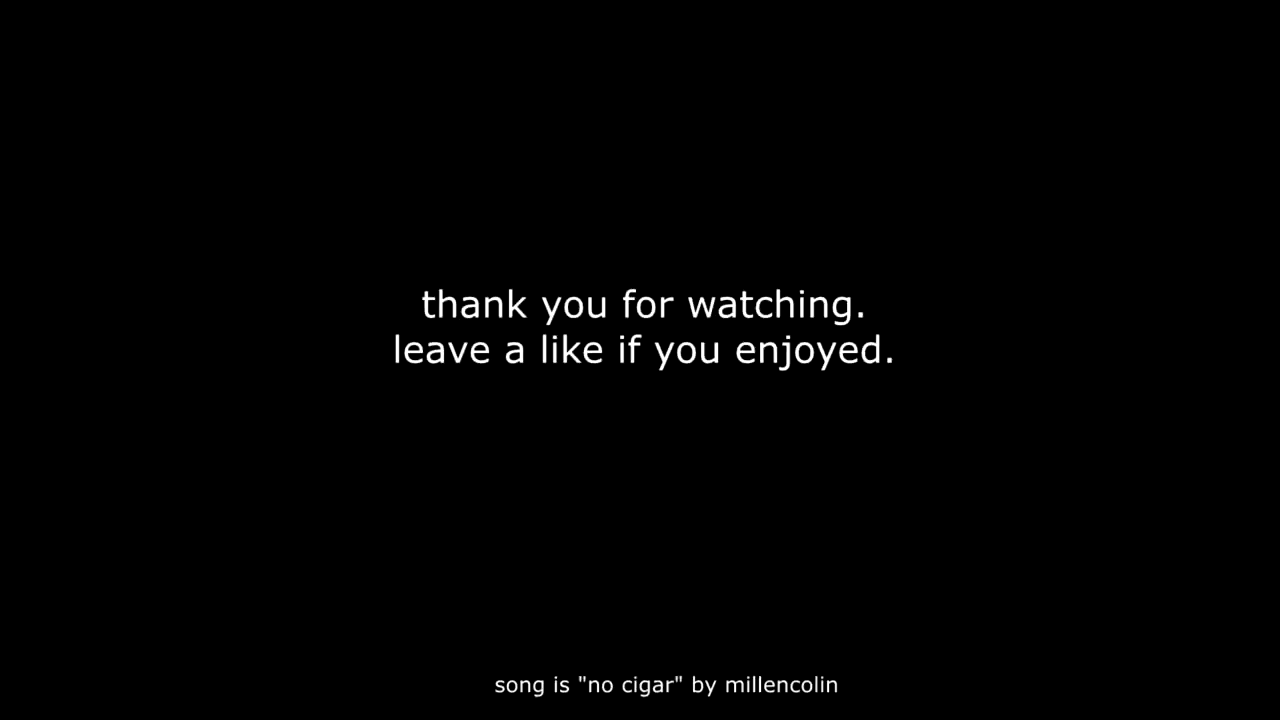 thank you for watching.
leave a like if you enjoyed.
song is "no cigar" by millencolin